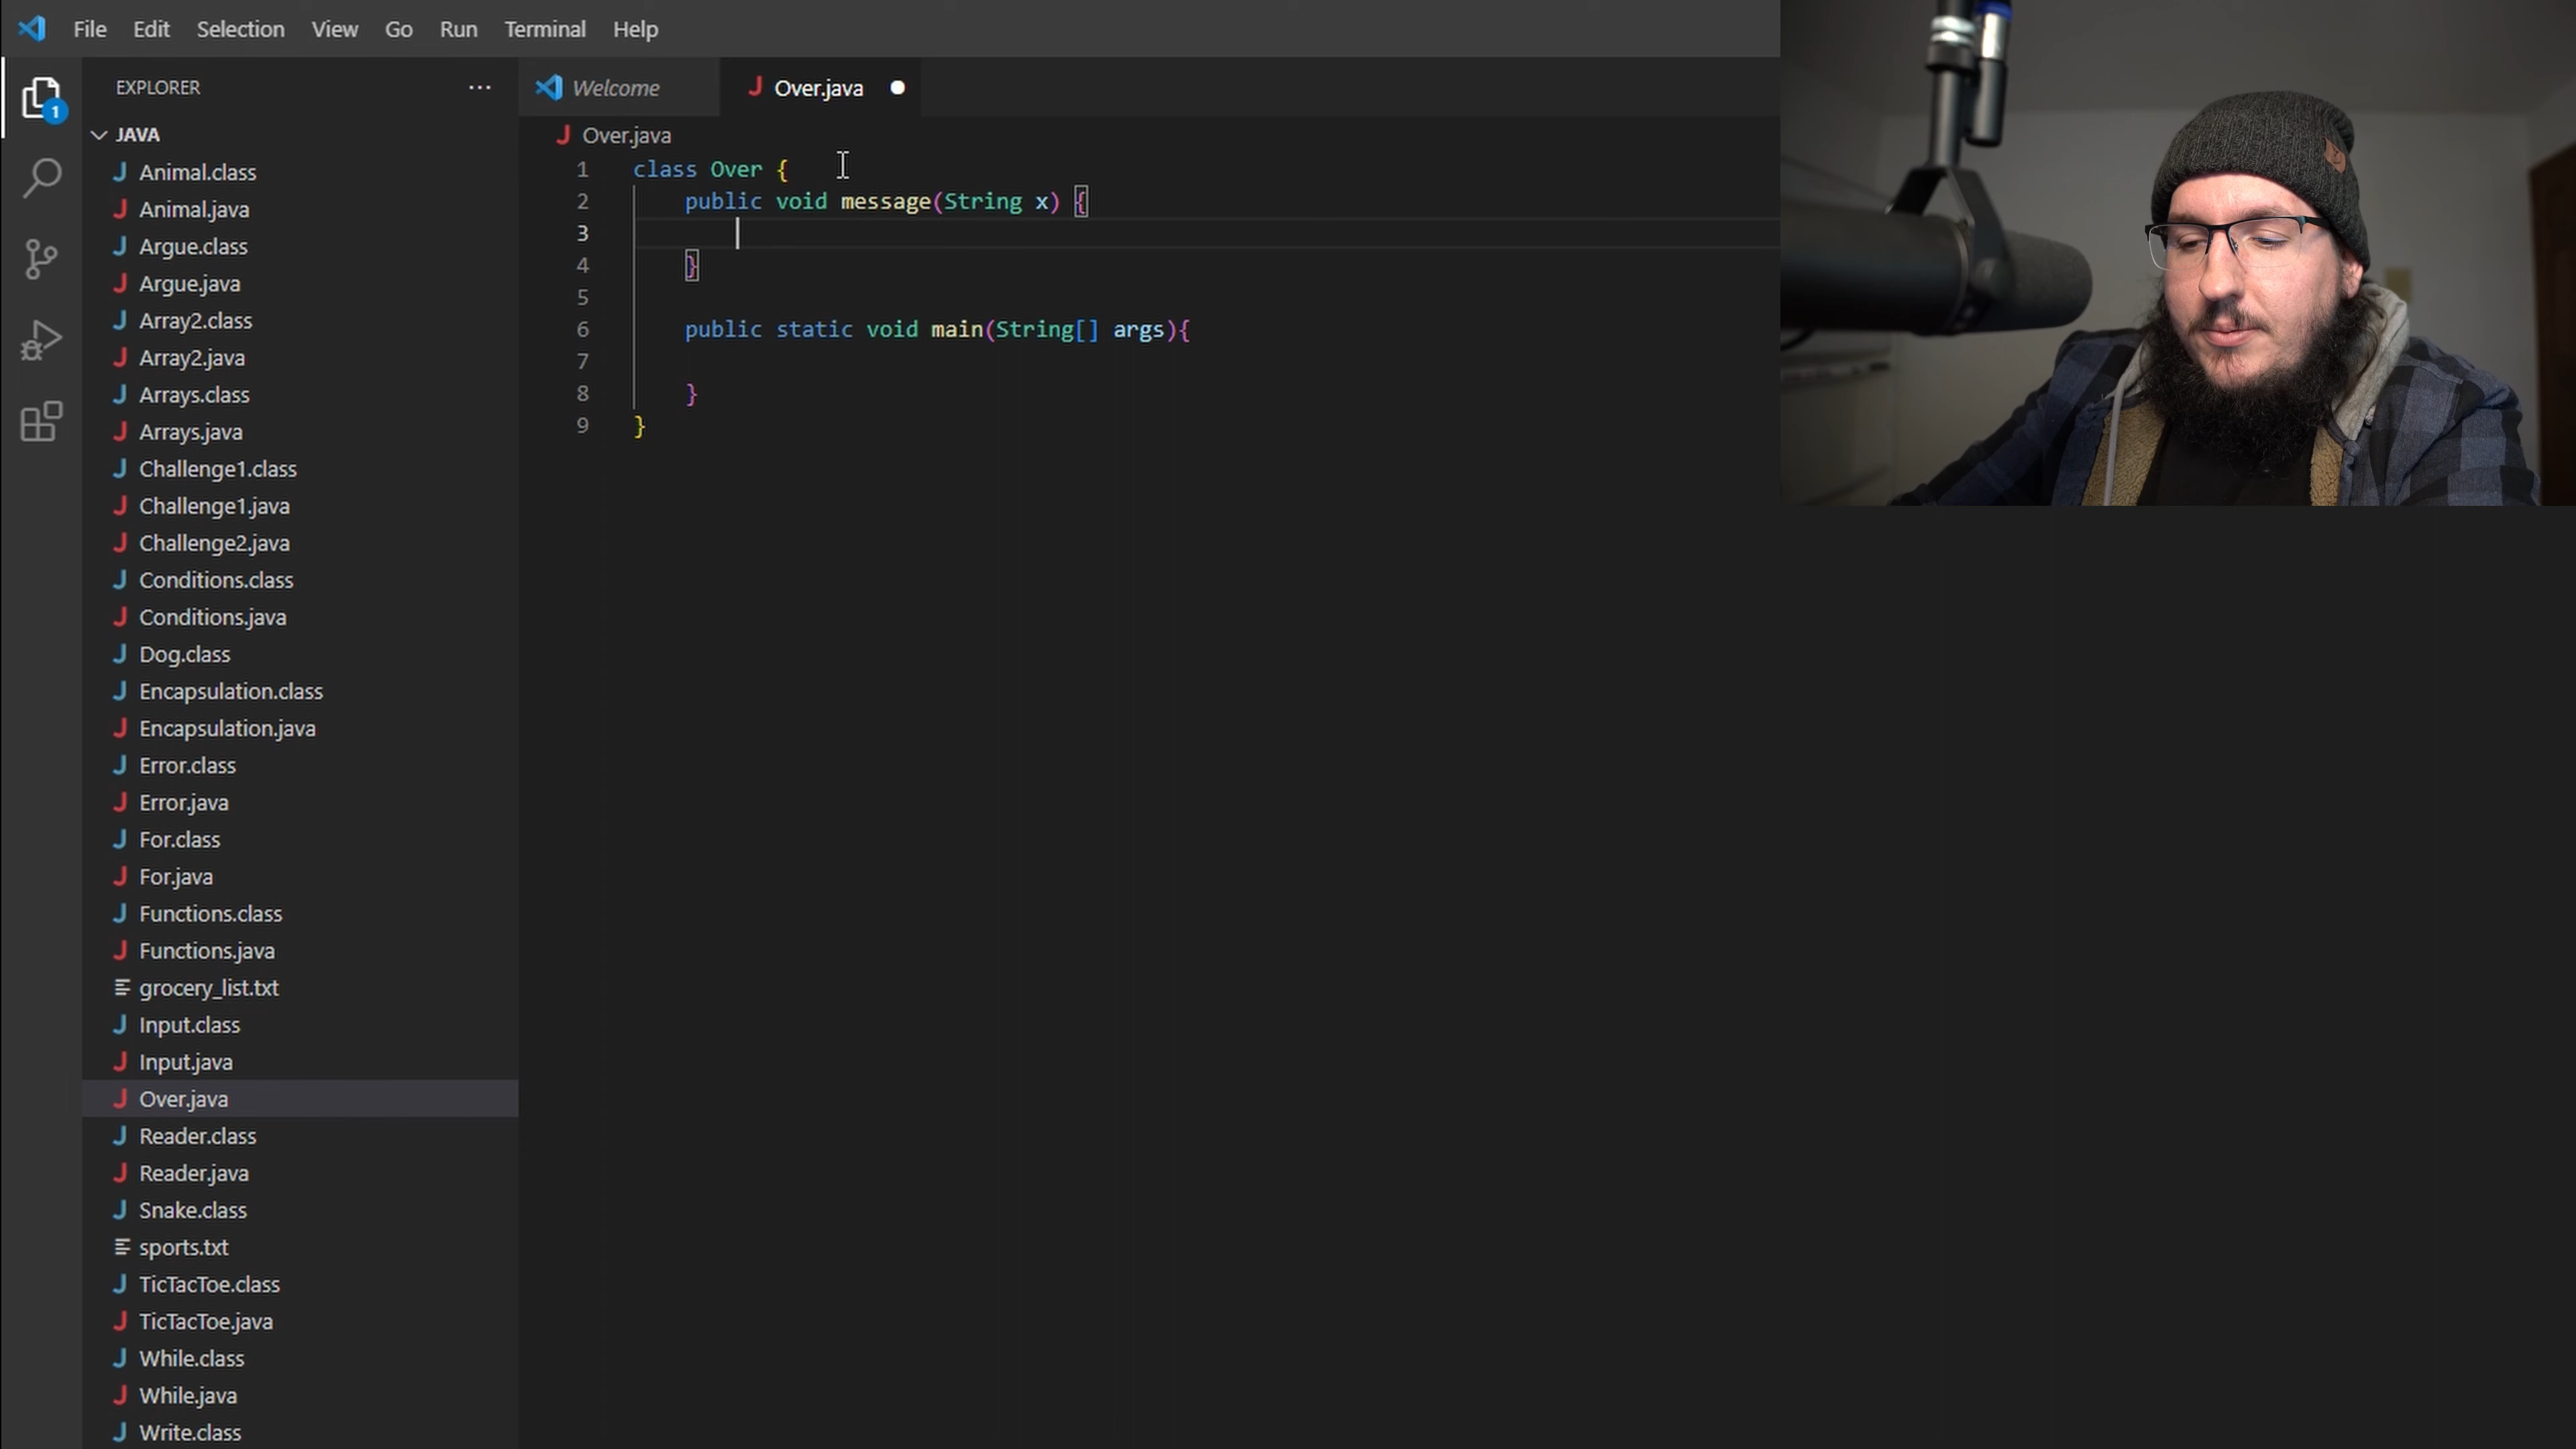 File Edit Selection View Go Run Terminal Help
EXPLORER ...
1
JAVA
Animal.class
Animal.java
Argue.class
Argue.java
Array2.class
Array2.java
Arrays.class
Arrays.java
Challenge1.class
Challenge1.java
Challenge2.java
Conditions.class
Conditions.java
Dog.class
Encapsulation.class
Encapsulation.java
Error.class
Error.java
For.class
For.java
Functions.class
Functions.java
grocery_list.txt
Input.class
Input.java
Over.java
Reader.class
Reader.java
Snake.class
sports.txt
TicTacToe.class
TicTacToe.java
While.class
While.java
Write.class
Welcome J Over.java
J Over.java
1 class Over {
2 public void message(String x) {
3
4 }
5
6 public static void main(String[] args){
7
8 }
9 }